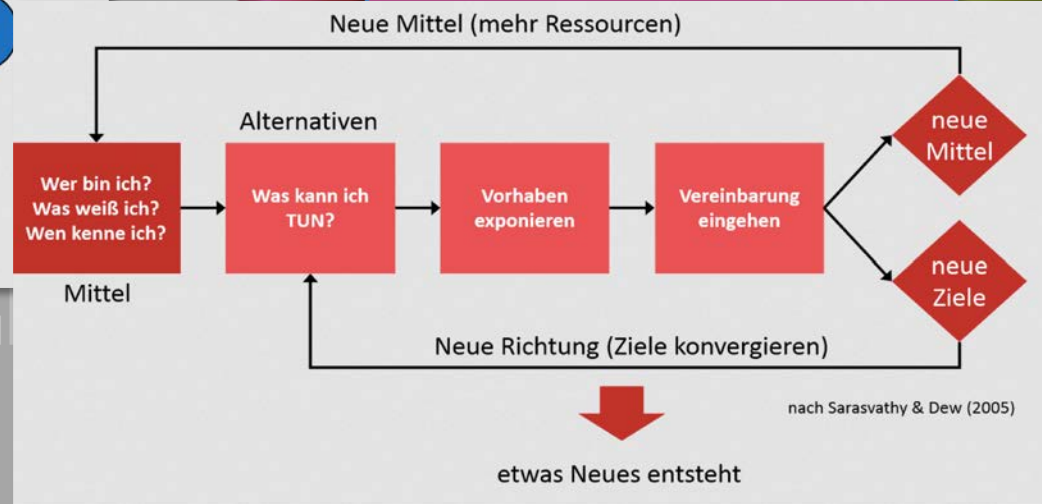 Neue Mittel (mehr Ressourcen)
Alternativen
Wer bin ich?
Was weiß ich?
Wen kenne ich?
Mittel
Was kann ich
TUN?
Vorhaben
exponieren
Vereinbarung
eingehen
neue
Mittel
neue
Ziele
Neue Richtung (Ziele konvergieren)
nach Sarasvathy & Dew (2005)
etwas Neues entsteht